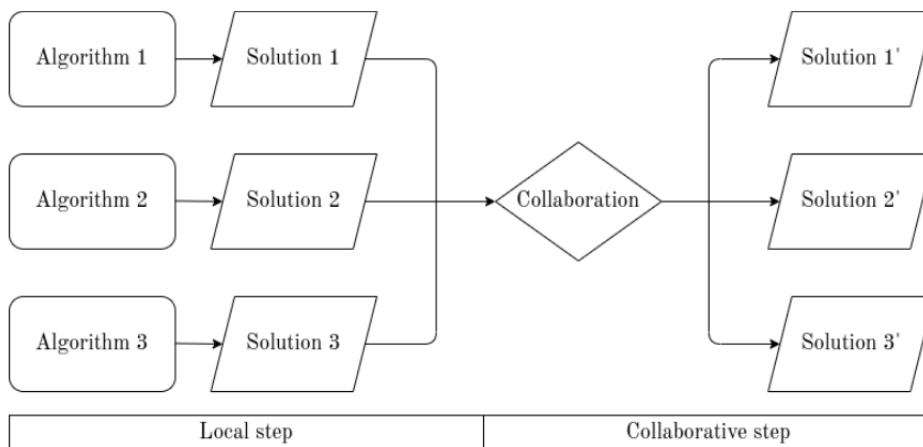 Algorithm 1
Solution 1
Solution 1'
Algorithm 2
Solution 2
Collaboration
Solution 2'
Algorithm 3
Solution 3
Solution 3'
Local step
Collaborative step